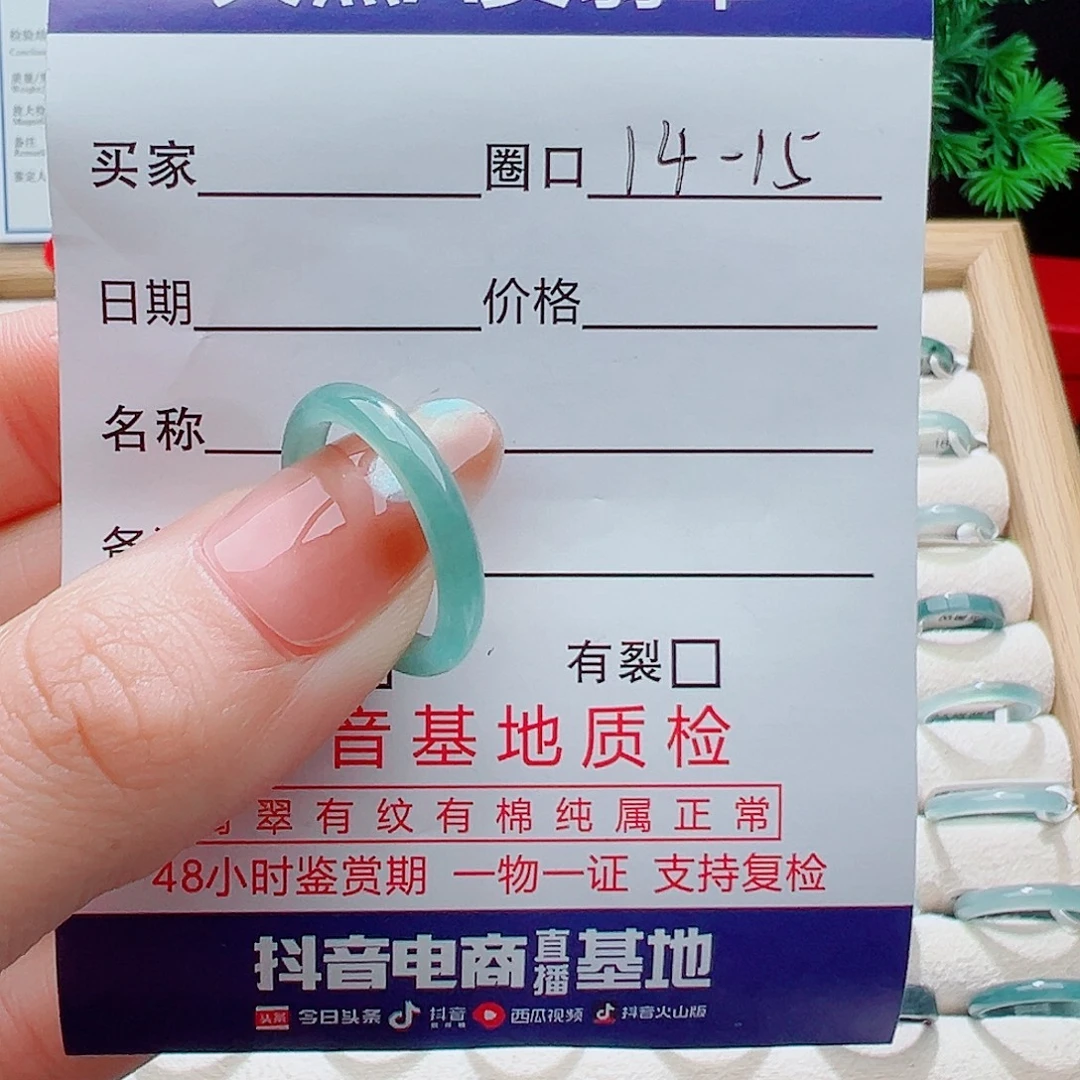 买家 圈口 14-15
日期 价格
名称
有裂
音基地质检
翠有纹有棉纯属正常
48小时鉴赏期 一物一证 支持复检
抖音电商直播基地
头条 今日头条 抖音 西瓜视频 抖音火山版